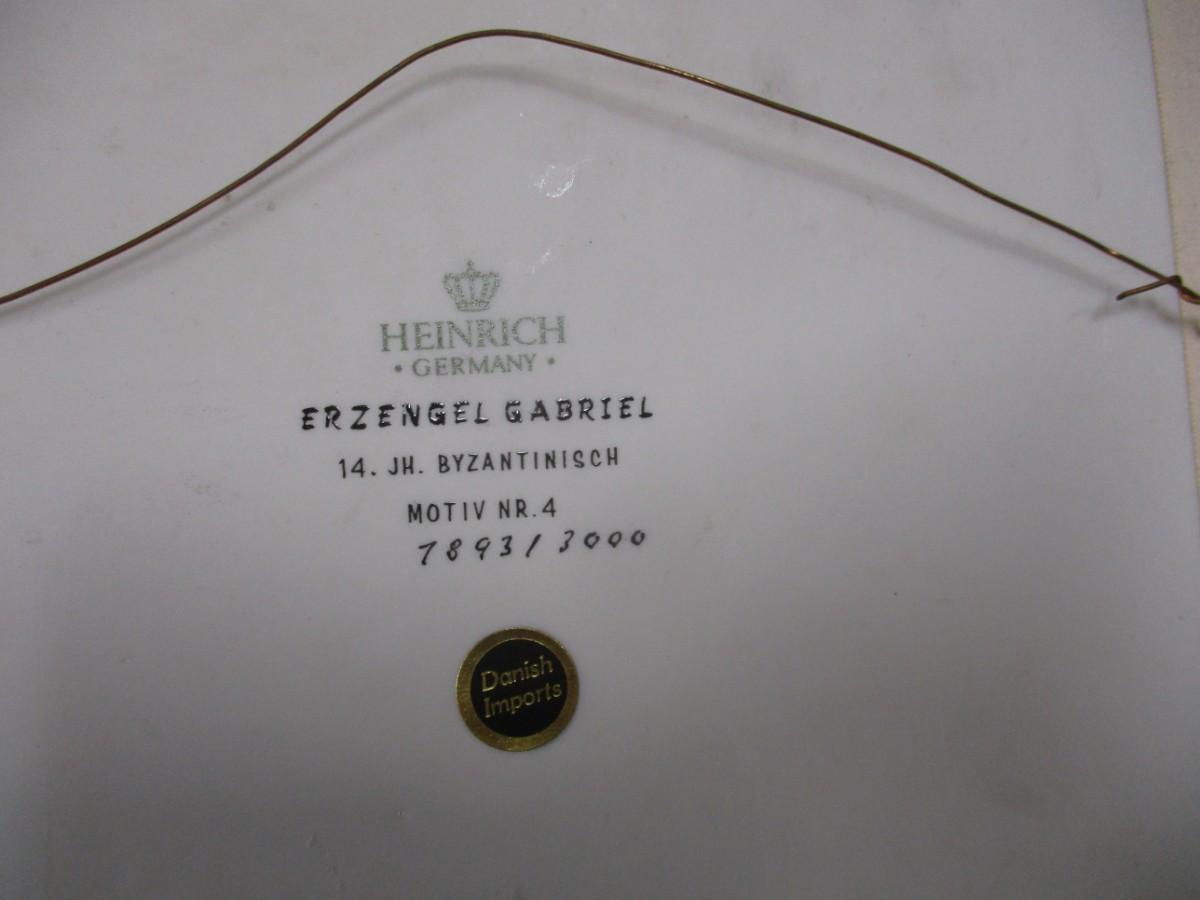 HEINRICH
• GERMANY •
ERZENGEL GABRIEL
14. JH. BYZANTINISCH
MOTIV NR. 4
7893/3000
Danish
Imports